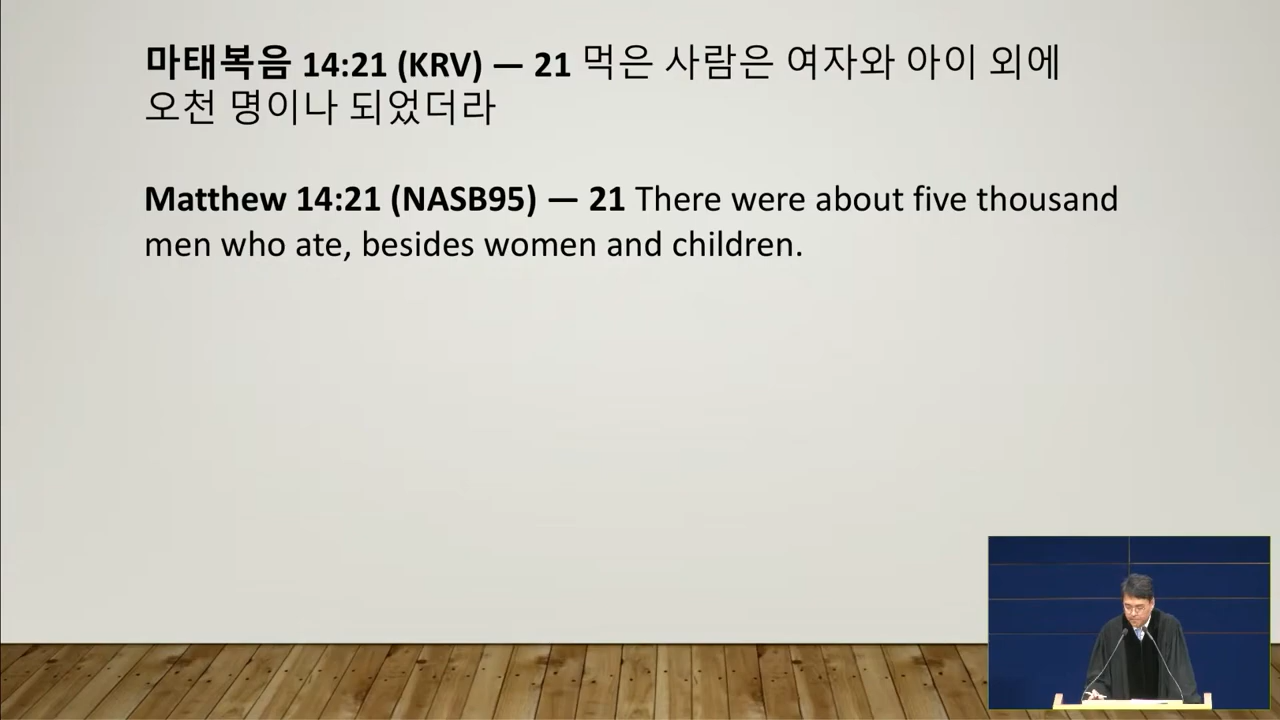 마태복음 14:21 (KRV) — 21 먹은 사람은 여자와 아이 외에
오천 명이나 되었더라
Matthew 14:21 (NASB95) — 21 There were about five thousand
men who ate, besides women and children.